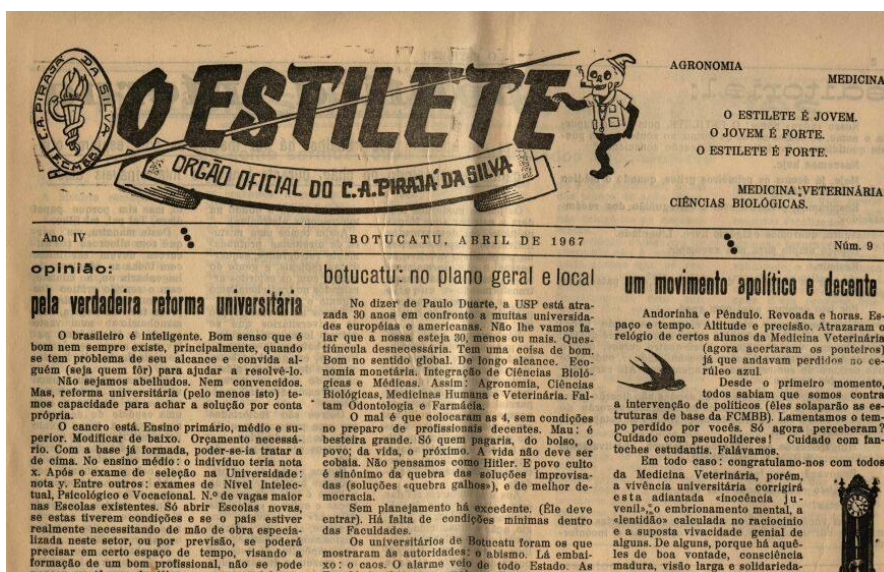 C.A. PIRAJÁ DA SILVA
(F.C.M.B.B.)
O ESTILETE
ORGÃO OFICIAL DO C.A. PIRAJÁ DA SILVA
AGRONOMIA
MEDICINA
O ESTILETE É JOVEM.
O JOVEM É FORTE.
O ESTILETE É FORTE.
MEDICINA VETERINÁRIA
CIÊNCIAS BIOLÓGICAS.
Ano IV
BOTUCATU, ABRIL DE 1967
Núm. 9
opinião:
pela verdadeira reforma universitária
O brasileiro é inteligente. Bom senso que é
bom nem sempre existe, principalmente, quando
se tem problema de seu alcance e convida al-
guém (seja quem fôr) para ajudar a resolvê-lo.
Não sejamos abelhudos. Nem convencidos.
Mas, reforma universitária (pelo menos isto) te-
mos capacidade para achar a solução por conta
própria.
O cancro está. Ensino primário, médio e su-
perior. Modificar de baixo. Orçamento necessá-
rio. Com a base já formada, poder-se-ia tratar a
de cima. No ensino médio: o indivíduo teria nota
x. Após o exame de seleção na Universidade:
nota y. Entre outros: exames de Nível Intelec-
tual, Psicológico e Vocacional. N.º de vagas maior
nas Escolas existentes. Só abrir Escolas novas,
se estas tiverem condições e se o país estiver
realmente necessitando de mão de obra especia-
lizada neste setor, ou por previsão, se poderá
precisar em certo espaço de tempo, visando a
formação de um bom profissional, não se pode
botucatu: no plano geral e local
No dizer de Paulo Duarte, a USP está atra-
zada 30 anos em confronto a muitas universida-
des européias e americanas. Não lhe vamos fa-
lar que a nossa esteja 30, menos ou mais. Ques-
tiúncula desnecessária. Tem uma coisa de bom.
Bom no sentido global. De longo alcance. Eco-
nomia monetária. Integração de Ciências Bioló-
gicas e Médicas. Assim: Agronomia, Ciências
Biológicas, Medicinas Humana e Veterinária. Fal-
tam Odontologia e Farmácia.
O mal é que colocaram as 4, sem condições
no preparo de profissionais decentes. Mau; é
besteira grande. Só quem pagaria, do bolso, o
povo; da vida, o próximo. A vida não deve ser
cobaia. Não pensamos como Hitler. E povo culto
é sinônimo da quebra das soluções improvisa-
das (soluções «quebra galhos»), e de melhor de-
mocracia.
Sem planejamento há excedente. (Êle deve
entrar). Há falta de condições mínimas dentro
das Faculdades.
Os universitários de Botucatu foram os que
mostraram às autoridades: o abismo. Lá embai-
xo: o caos. O alarme veio de todo Estado. As
um movimento apolítico e decente
Andorinha e Pêndulo. Revoada e horas. Es-
paço e tempo. Altitude e precisão. Atrazaram o
relógio de certos alunos da Medicina Veterinária
(agora acertaram os ponteiros)
já que andavam perdidos no ce-
rúleo azul.
Desde o primeiro momento,
todos sabiam que somos contra
a intervenção de políticos (êles solaparão as es-
truturas de base da FCMBB). Lamentamos o tem-
po perdido por vocês. Só agora perceberam?
Cuidado com pseudolideres! Cuidado com fan-
toches estudantis. Falávamos.
Em todo caso: congratulamo-nos com todos
da Medicina Veterinária, porém,
a vivência universitária corrigirá
esta adiantada «inocência ju-
venil», o embrionamento mental, a
«lentidão» calculada no raciocínio
e a suposta vivacidade genial de
alguns. De alguns, porque há aquê-
les de boa vontade, consciência
madura, visão larga e solidarieda-